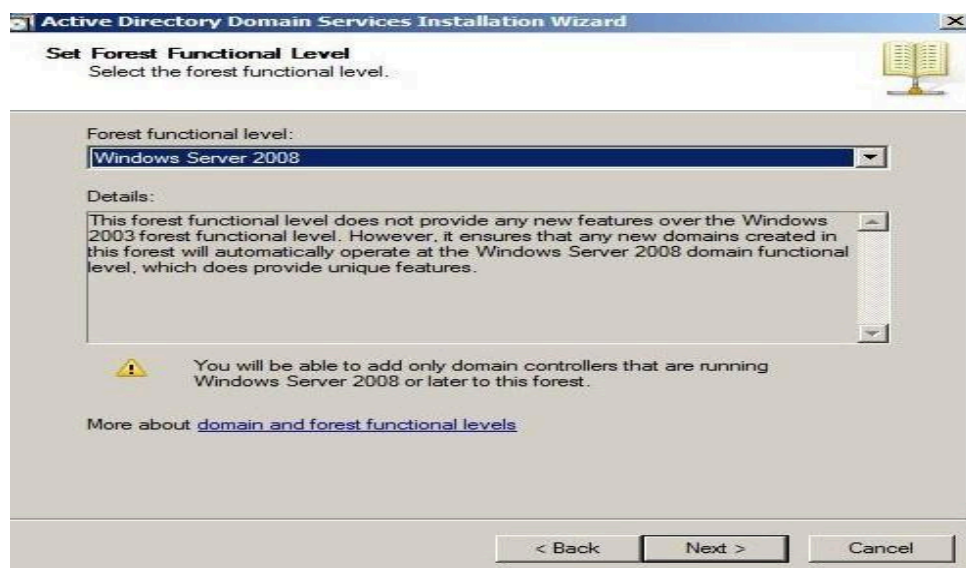 Active Directory Domain Services Installation Wizard
Set Forest Functional Level
Select the forest functional level.
Forest functional level:
Windows Server 2008
Details:
This forest functional level does not provide any new features over the Windows
2003 forest functional level. However, it ensures that any new domains created in
this forest will automatically operate at the Windows Server 2008 domain functional
level, which does provide unique features.
You will be able to add only domain controllers that are running
Windows Server 2008 or later to this forest.
More about domain and forest functional levels
< Back Next > Cancel